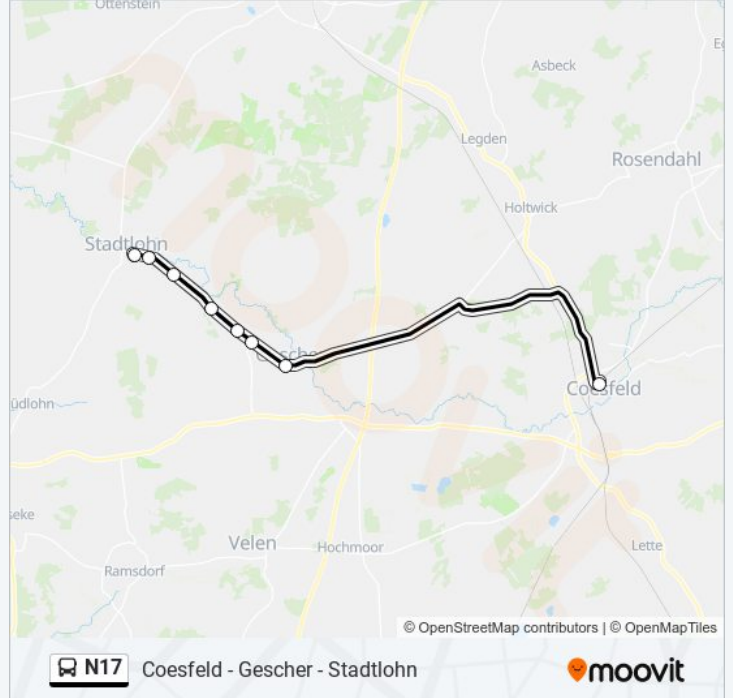 Ottenstein
Asbeck
Legden
Rosendahl
Holtwick
Stadtlohn
Coesfeld
Velen
Hochmoor
Ramsdorf
Lette
© OpenStreetMap contributors | © OpenMapTiles
N17 Coesfeld - Gescher - Stadtlohn
moovit